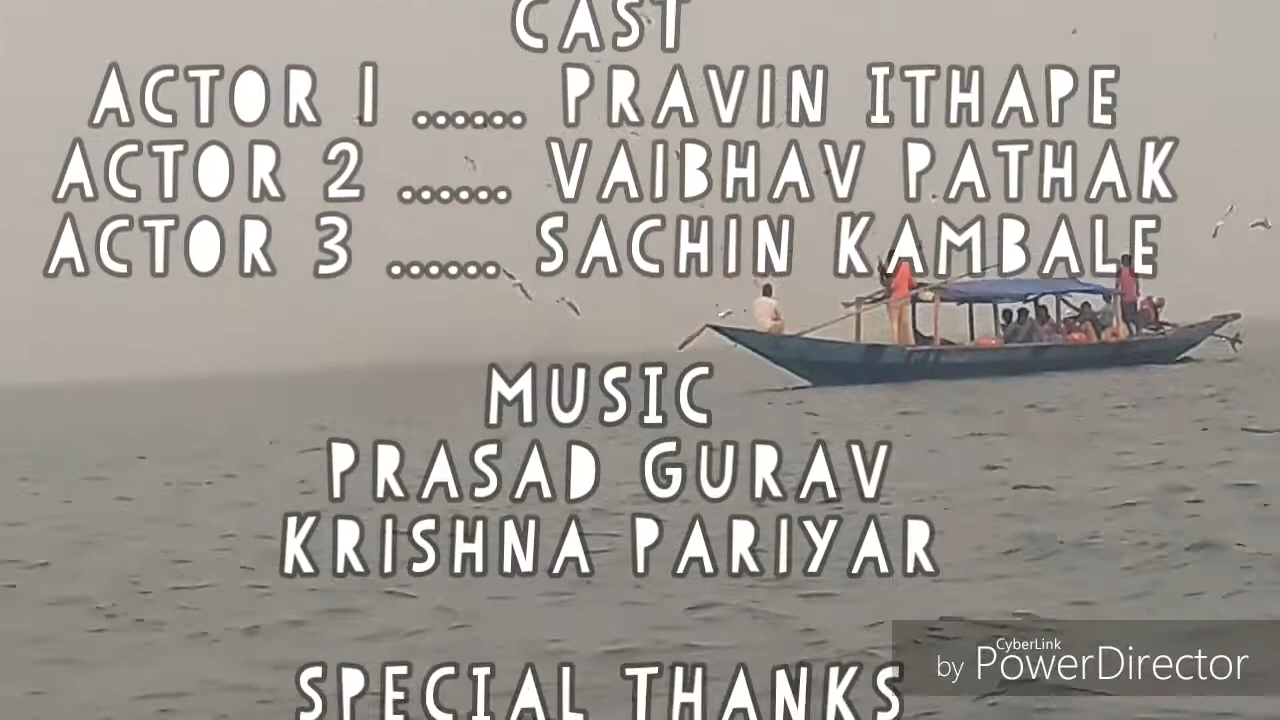 CAST
ACTOR 1 ...... PRAVIN ITHAPE
ACTOR 2 ...... VAIBHAV PATHAK
ACTOR 3 ...... SACHIN KAMBALE
MUSIC
PRASAD GURAV
KRISHNA PARIYAR
SPECIAL THANKS
CyberLink
by PowerDirector